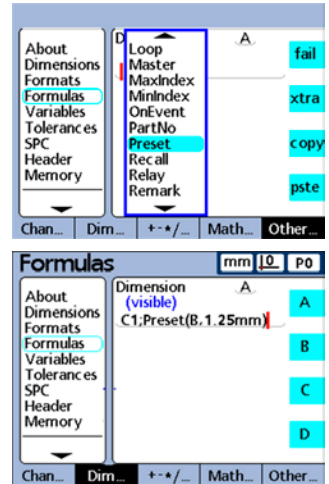 About
Dimensions
Formats
Formulas
Variables
Tolerances
SPC
Header
Memory
D
A
Loop
Master
MaxIndex
MinIndex
OnEvent
PartNo
Preset
Recall
Relay
Remark
fail
xtra
copy
pste
Chan... Dim... +-*/... Math... Other...
Formulas mm 0 P0
About
Dimensions
Formats
Formulas
Variables
Tolerances
SPC
Header
Memory
Dimension A
(visible)
C1;Preset(B,1.25mm)
A
B
C
D
Chan... Dim... +-*/... Math... Other...